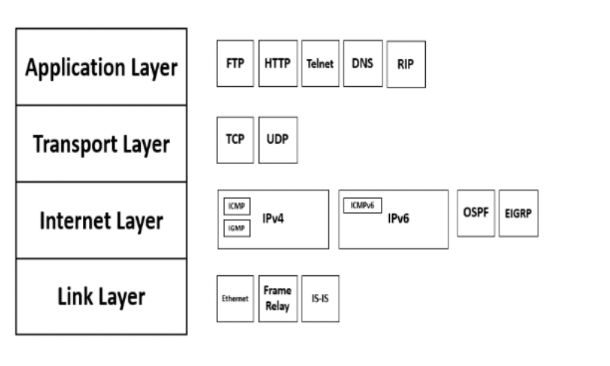 Application Layer
FTP
HTTP
Telnet
DNS
RIP
Transport Layer
TCP
UDP
Internet Layer
ICMP
IGMP
IPv4
ICMPv6
IPv6
OSPF
EIGRP
Link Layer
Ethernet
Frame
Relay
IS-IS